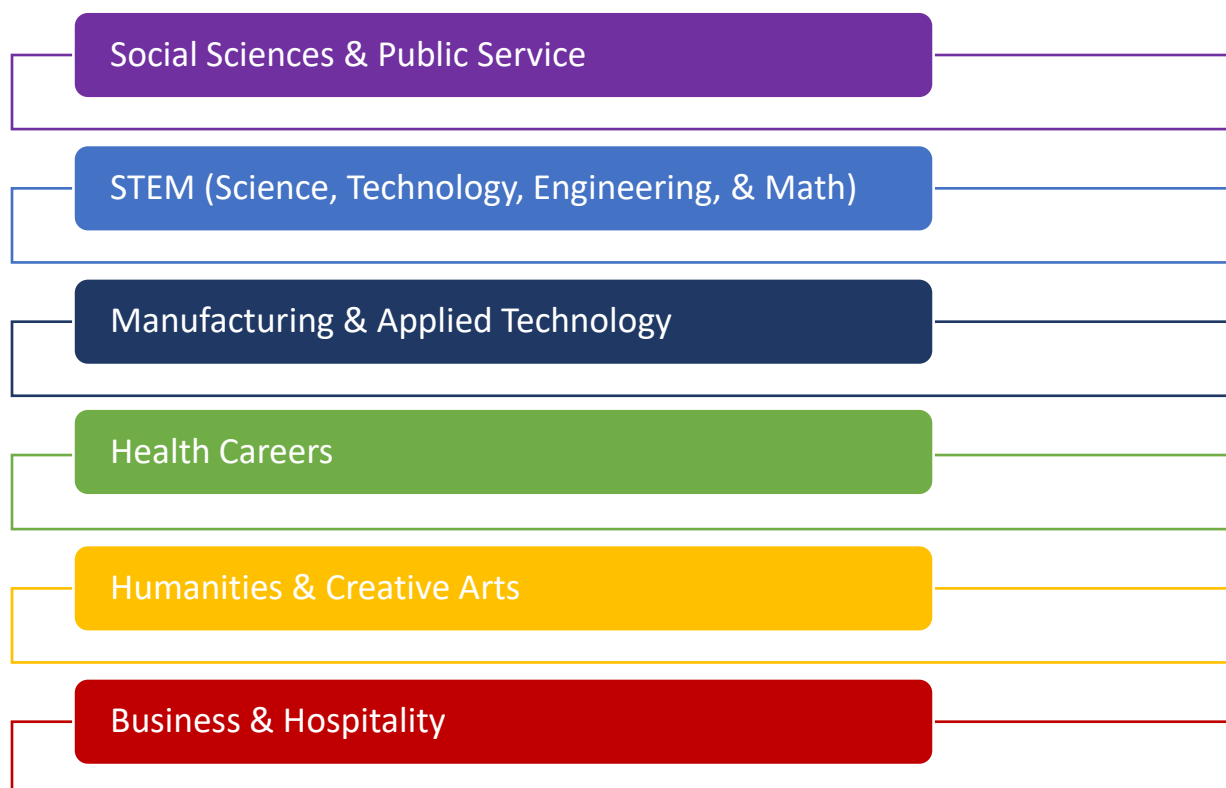 Social Sciences & Public Service
STEM (Science, Technology, Engineering, & Math)
Manufacturing & Applied Technology
Health Careers
Humanities & Creative Arts
Business & Hospitality